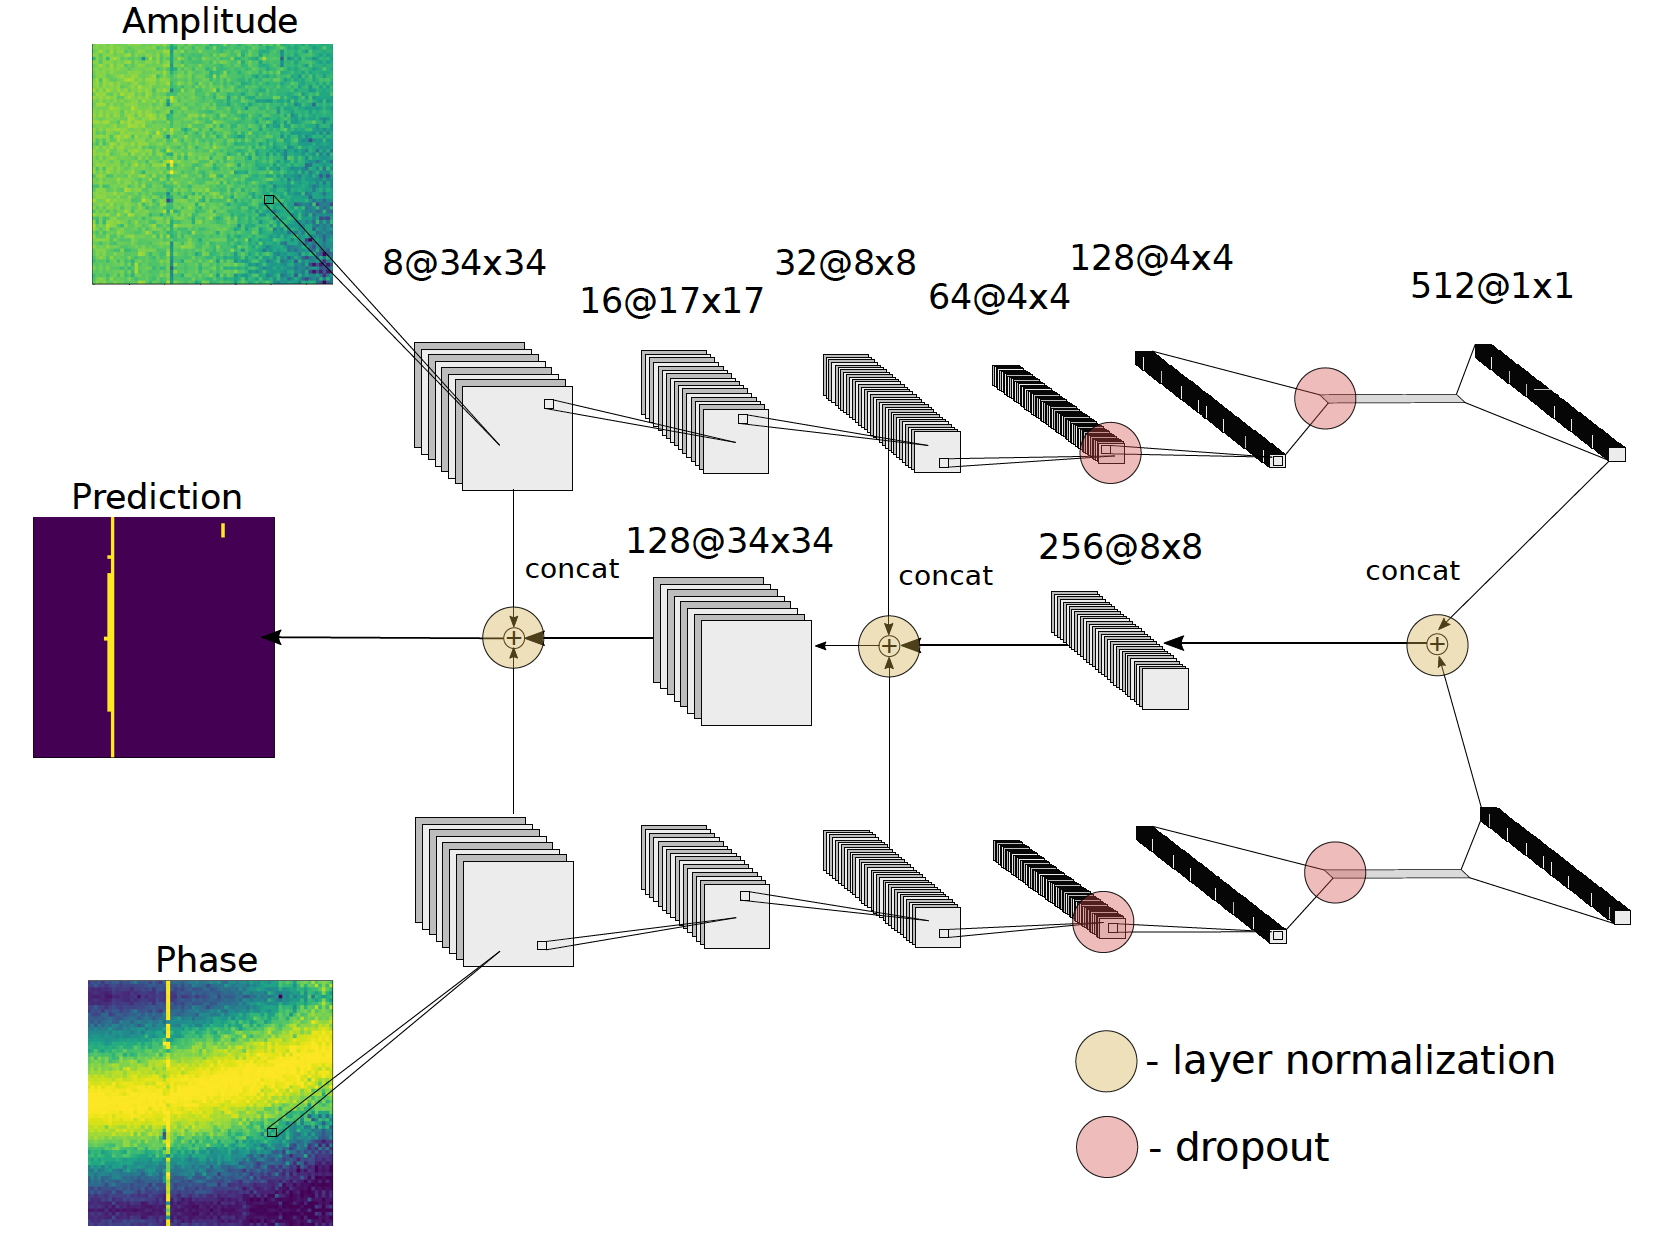 Amplitude
8@34x34
16@17x17
32@8x8
64@4x4
128@4x4
512@1x1
Prediction
concat
128@34x34
concat
256@8x8
concat
Phase
- layer normalization
- dropout